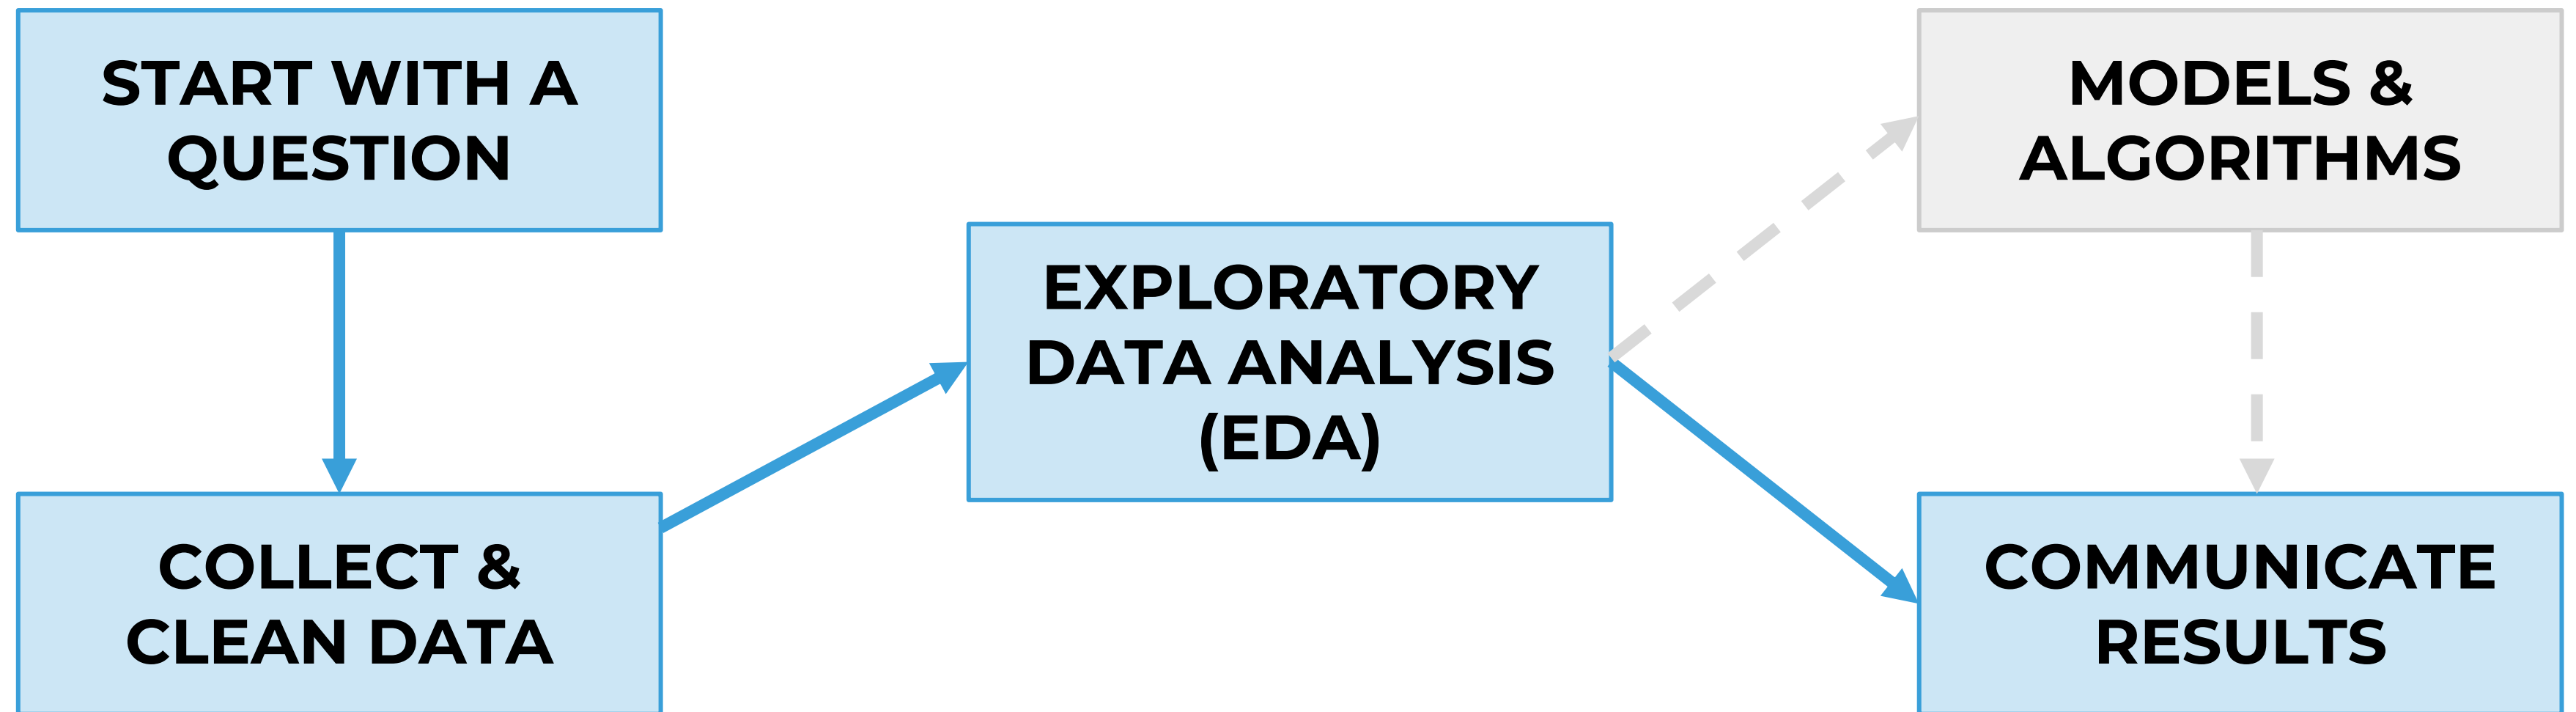 START WITH A
QUESTION
COLLECT &
CLEAN DATA
EXPLORATORY
DATA ANALYSIS
(EDA)
MODELS &
ALGORITHMS
COMMUNICATE
RESULTS